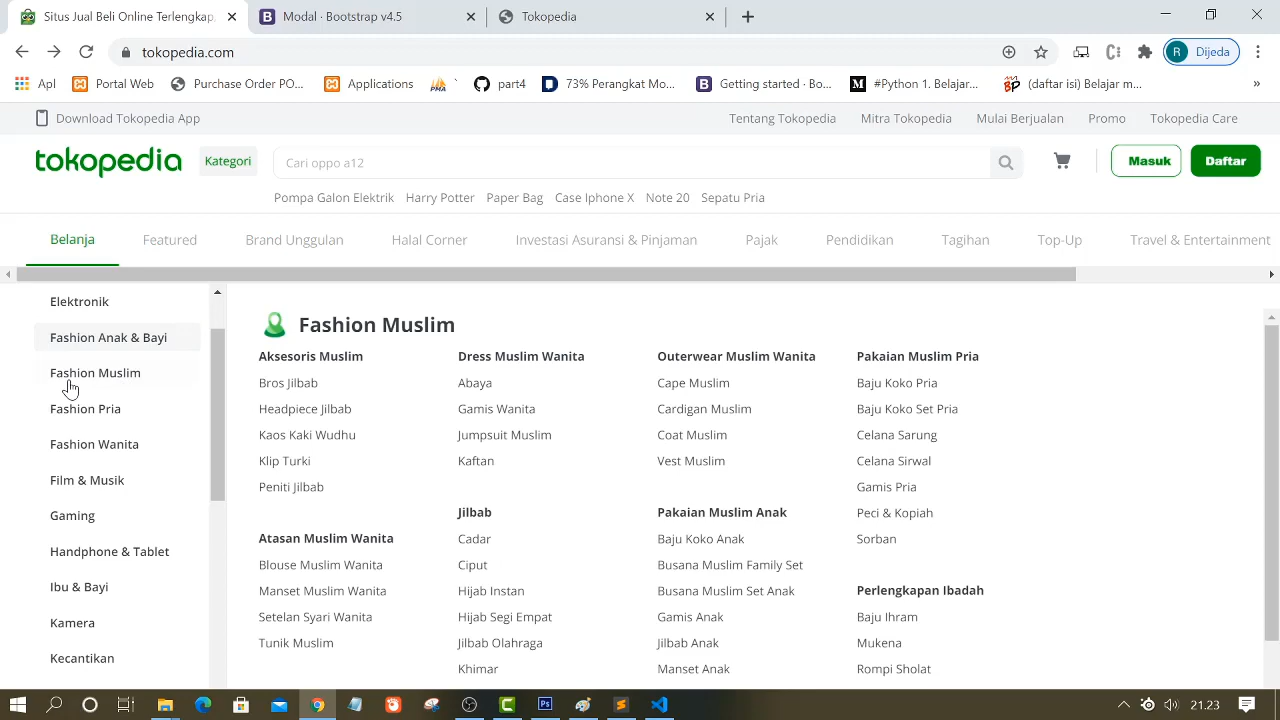 Situs Jual Beli Online Terlengkap,
Modal · Bootstrap v4.5
Tokopedia
tokopedia.com
R Dijeda
Apl
Portal Web
Purchase Order PO...
Applications
PMA
part4
73% Perangkat Mo...
Getting started · Bo...
#Python 1. Belajar...
(daftar isi) Belajar m...
»
Download Tokopedia App
Tentang Tokopedia
Mitra Tokopedia
Mulai Berjualan
Promo
Tokopedia Care
tokopedia
Kategori
Cari oppo a12
Masuk
Daftar
Pompa Galon Elektrik
Harry Potter
Paper Bag
Case Iphone X
Note 20
Sepatu Pria
Belanja
Featured
Brand Unggulan
Halal Corner
Investasi Asuransi & Pinjaman
Pajak
Pendidikan
Tagihan
Top-Up
Travel & Entertainment
Elektronik
Fashion Anak & Bayi
Fashion Muslim
Fashion Pria
Fashion Wanita
Film & Musik
Gaming
Handphone & Tablet
Ibu & Bayi
Kamera
Kecantikan
Fashion Muslim
Aksesoris Muslim
Bros Jilbab
Headpiece Jilbab
Kaos Kaki Wudhu
Klip Turki
Peniti Jilbab
Atasan Muslim Wanita
Blouse Muslim Wanita
Manset Muslim Wanita
Setelan Syari Wanita
Tunik Muslim
Dress Muslim Wanita
Abaya
Gamis Wanita
Jumpsuit Muslim
Kaftan
Jilbab
Cadar
Ciput
Hijab Instan
Hijab Segi Empat
Jilbab Olahraga
Khimar
Outerwear Muslim Wanita
Cape Muslim
Cardigan Muslim
Coat Muslim
Vest Muslim
Pakaian Muslim Anak
Baju Koko Anak
Busana Muslim Family Set
Busana Muslim Set Anak
Gamis Anak
Jilbab Anak
Manset Anak
Pakaian Muslim Pria
Baju Koko Pria
Baju Koko Set Pria
Celana Sarung
Celana Sirwal
Gamis Pria
Peci & Kopiah
Sorban
Perlengkapan Ibadah
Baju Ihram
Mukena
Rompi Sholat
21.23